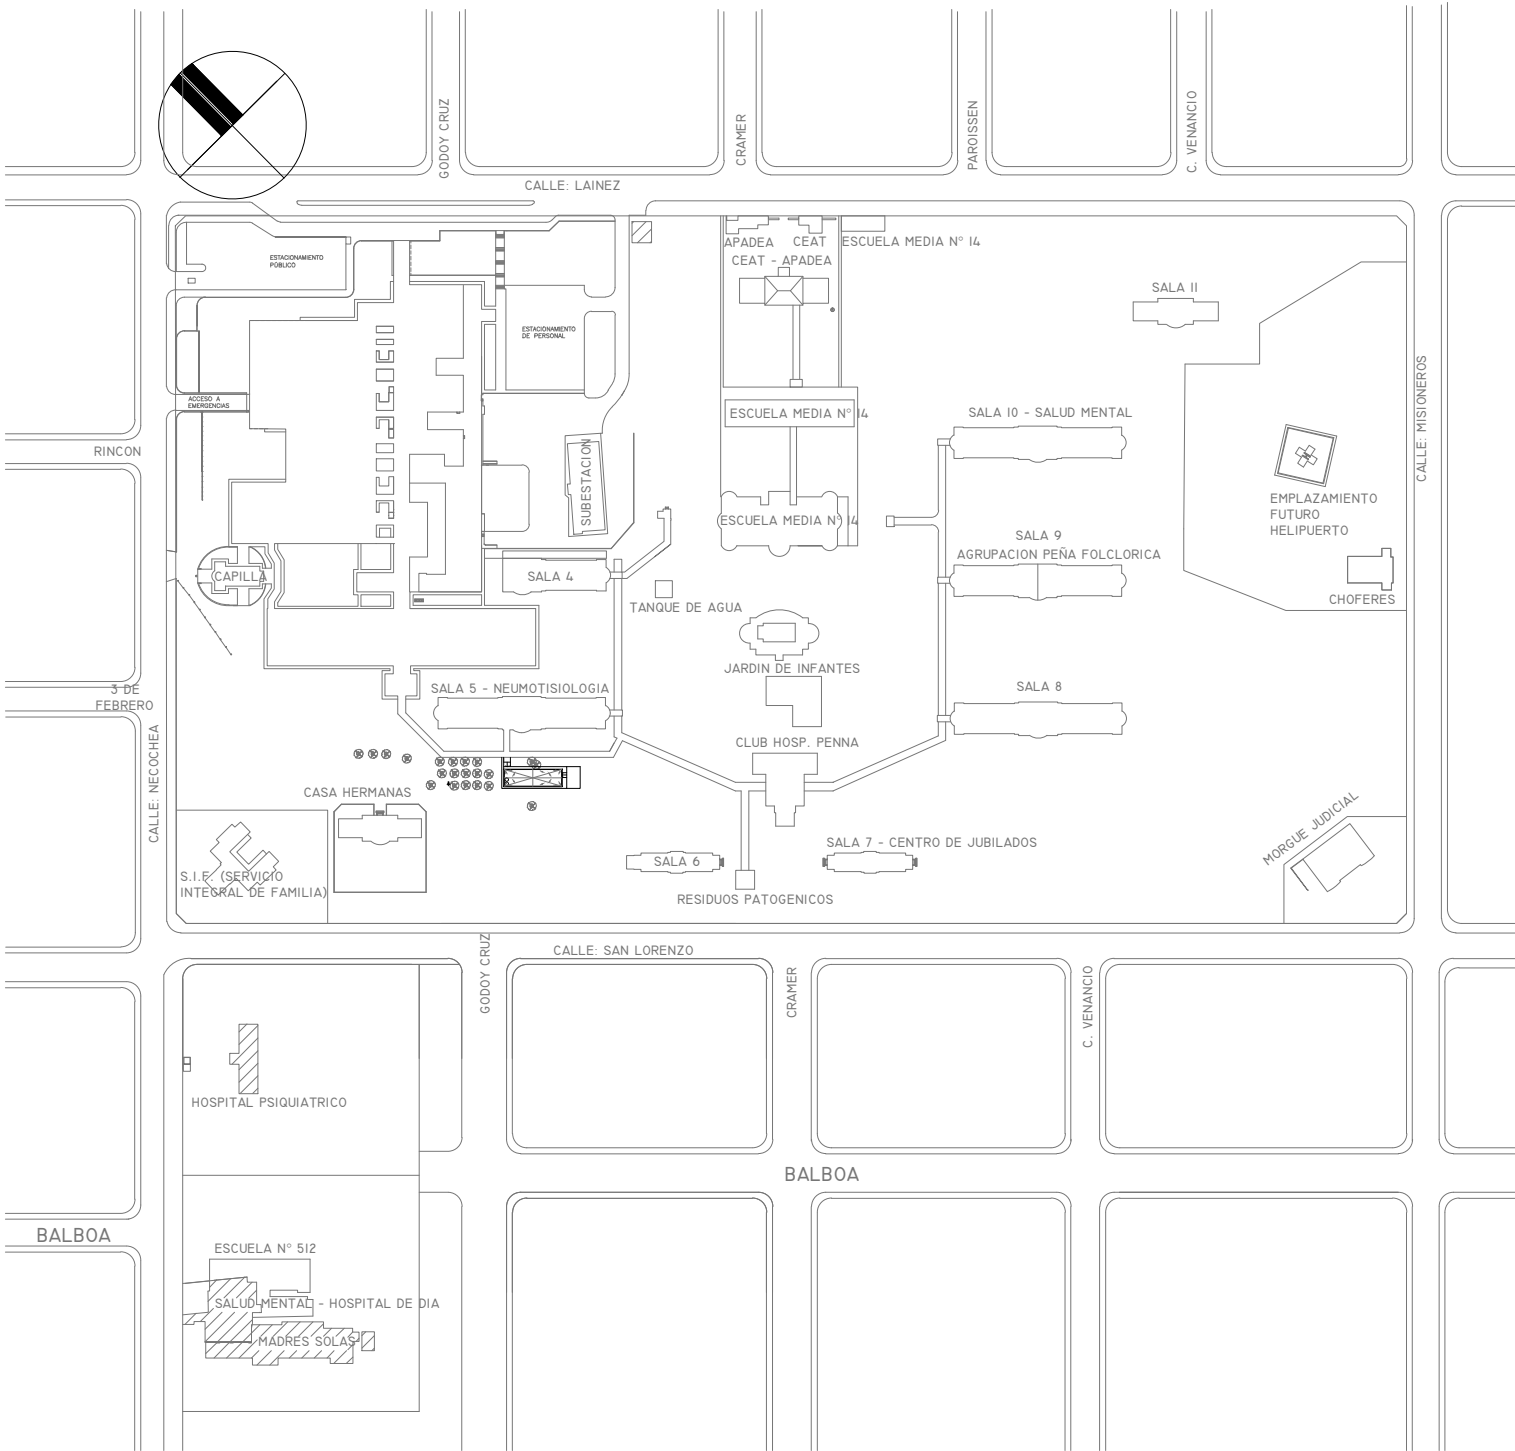 GODOY CRUZ
CRAMER
PAROISSEN
C. VENANCIO
CALLE: LAINEZ
APADEA
CEAT
ESCUELA MEDIA N° 14
CEAT - APADEA
ESTACIONAMIENTO
PÚBLICO
SALA 11
ESTACIONAMIENTO
DE PERSONAL
ACCESO A
EMERGENCIAS
ESCUELA MEDIA N° 14
SALA 10 - SALUD MENTAL
CALLE: MISIONEROS
RINCON
SUBESTACION
H
EMPLAZAMIENTO
FUTURO
HELIPUERTO
ESCUELA MEDIA N° 14
SALA 9
AGRUPACION PEÑA FOLCLORICA
CAPILLA
SALA 4
TANQUE DE AGUA
CHOFERES
JARDIN DE INFANTES
3 DE
FEBRERO
SALA 5 - NEUMOTISIOLOGIA
SALA 8
CALLE: NECOCHEA
CLUB HOSP. PENNA
CASA HERMANAS
MORGUE JUDICIAL
SALA 7 - CENTRO DE JUBILADOS
SALA 6
S.I.F. (SERVICIO
INTEGRAL DE FAMILIA)
RESIDUOS PATOGENICOS
CALLE: SAN LORENZO
GODOY CRUZ
CRAMER
C. VENANCIO
HOSPITAL PSIQUIATRICO
BALBOA
BALBOA
ESCUELA N° 512
SALUD MENTAL - HOSPITAL DE DIA
MADRES SOLAS